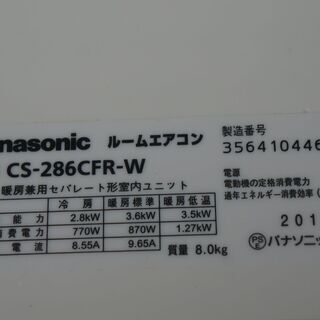 nasonic ルームエアコン
CS-286CFR-W
暖房兼用セパレート形室内ユニット
冷房 暖房標準 暖房低温
能力 2.8kW 3.6kW 3.5kW
消費電力 770W 870W 1.27kW
電流 8.55A 9.65A 質量 8.0kg
製造番号
356410446
電源
電動機の定格消費電力
通年エネルギー消費効率
201
PS E パナソニッ